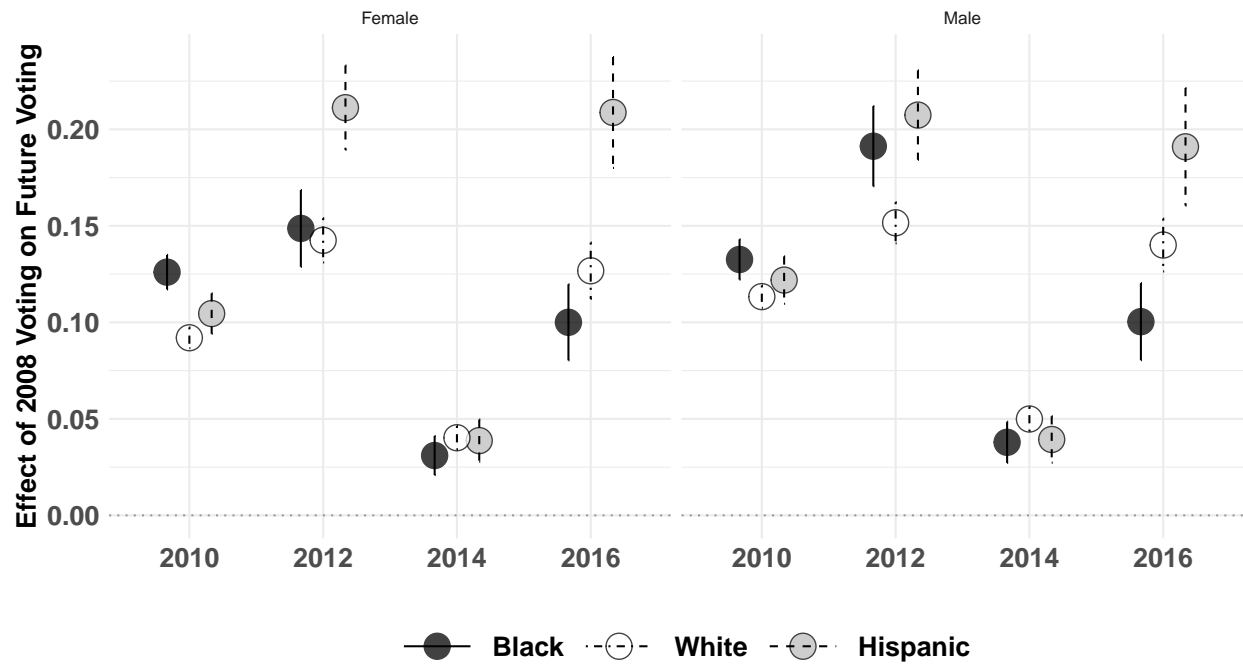 Female Male
Effect of 2008 Voting on Future Voting
0.20
0.15
0.10
0.05
0.00
2010 2012 2014 2016 2010 2012 2014 2016
Black White Hispanic